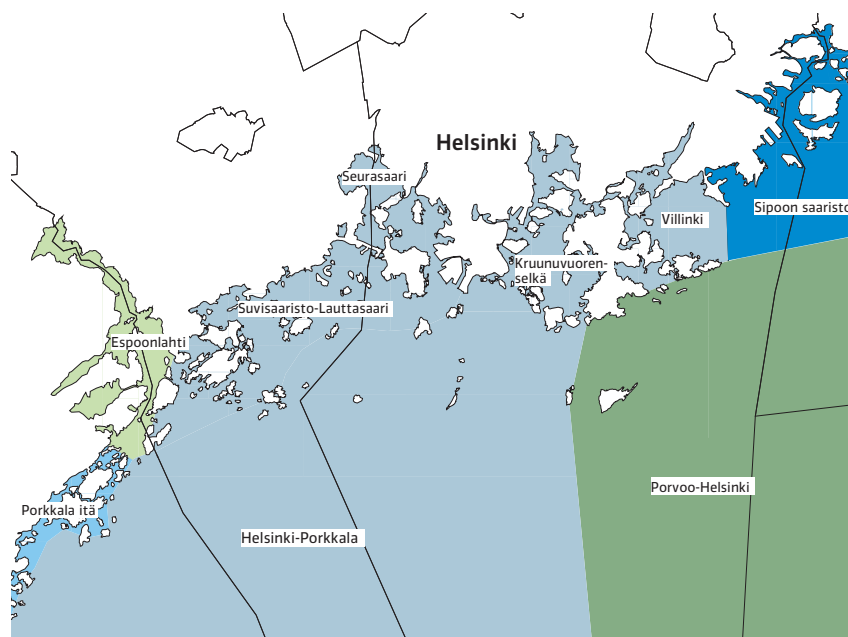 Helsinki
Seurasaari
Sipoon saaristo
Villinki
Kruunuvuoren-
selkä
Suvisaaristo-Lauttasaari
Espoonlahti
Porvoo-Helsinki
Porkkala itä
Helsinki-Porkkala